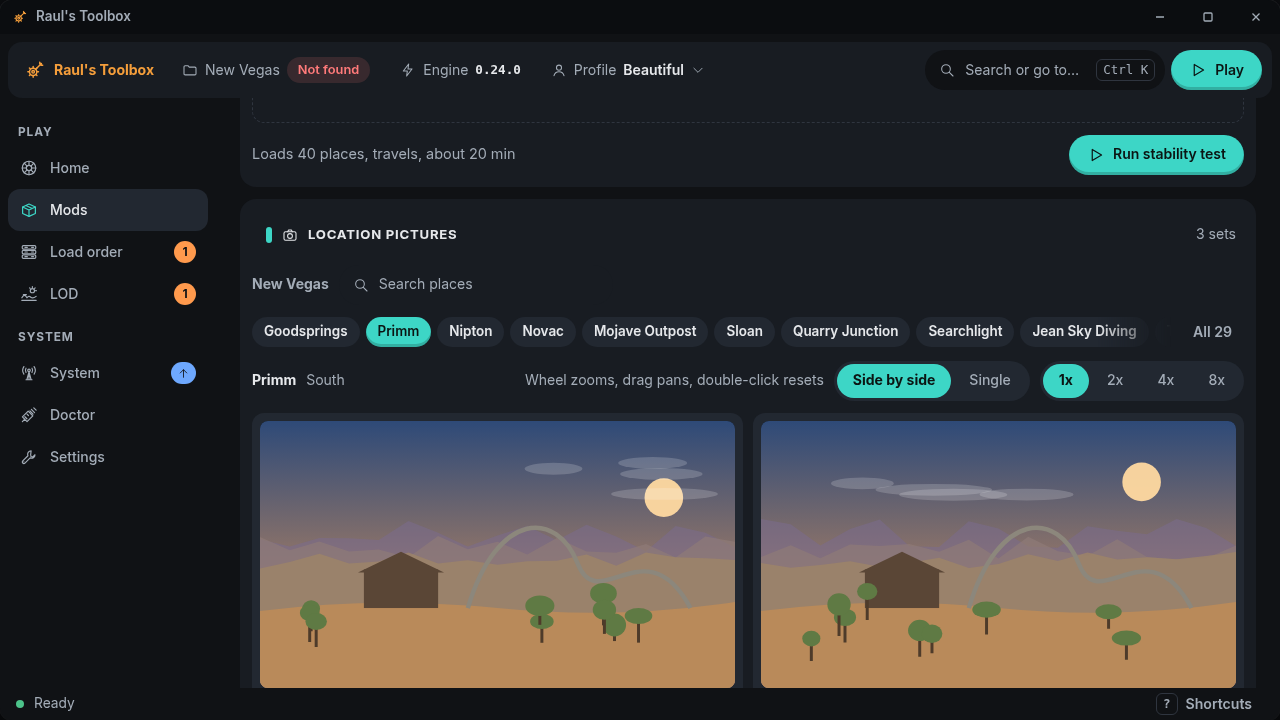 Raul's Toolbox
Raul's Toolbox
New Vegas Not found
Engine 0.24.0
Profile Beautiful
Search or go to... Ctrl K
Play
PLAY
Home
Mods
Load order 1
LOD 1
SYSTEM
System
Doctor
Settings
Loads 40 places, travels, about 20 min
Run stability test
LOCATION PICTURES
3 sets
New Vegas Search places
Goodsprings Primm Nipton Novac Mojave Outpost Sloan Quarry Junction Searchlight Jean Sky Diving All 29
Primm South
Wheel zooms, drag pans, double-click resets
Side by side Single
1x 2x 4x 8x
Ready
? Shortcuts